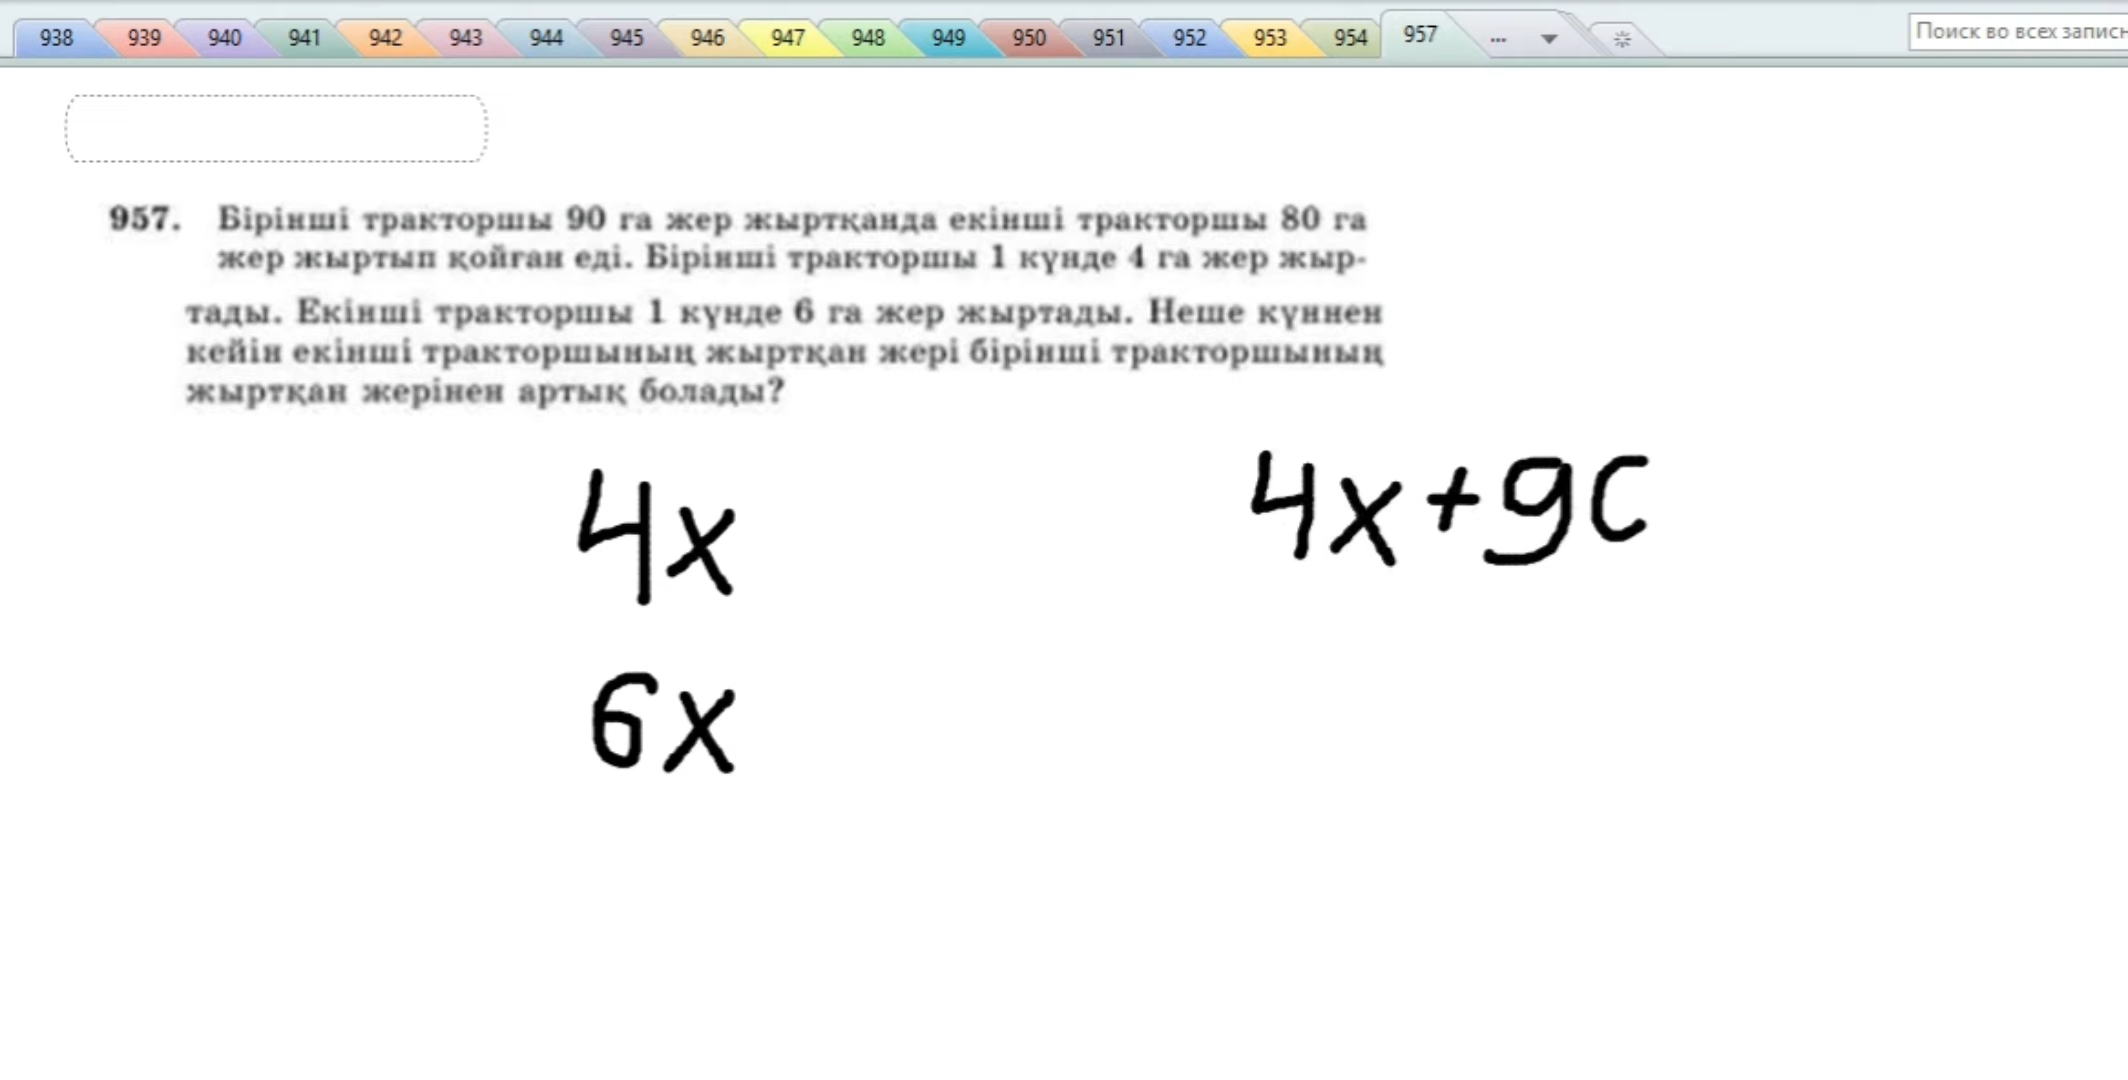 938 939 940 941 942 943 944 945 946 947 948 949 950 951 952 953 954 957 ...
Поиск во всех
957. Бірінші тракторшы 90 га жер жыртқанда екінші тракторшы 80 га
жер жыртып қойған еді. Бірінші тракторшы 1 күнде 4 га жер жыр-
тады. Екінші тракторшы 1 күнде 6 га жер жыртады. Неше күннен
кейін екінші тракторшының жыртқан жері бірінші тракторшының
жыртқан жерінен артық болады?
4x
4x+9c
6x